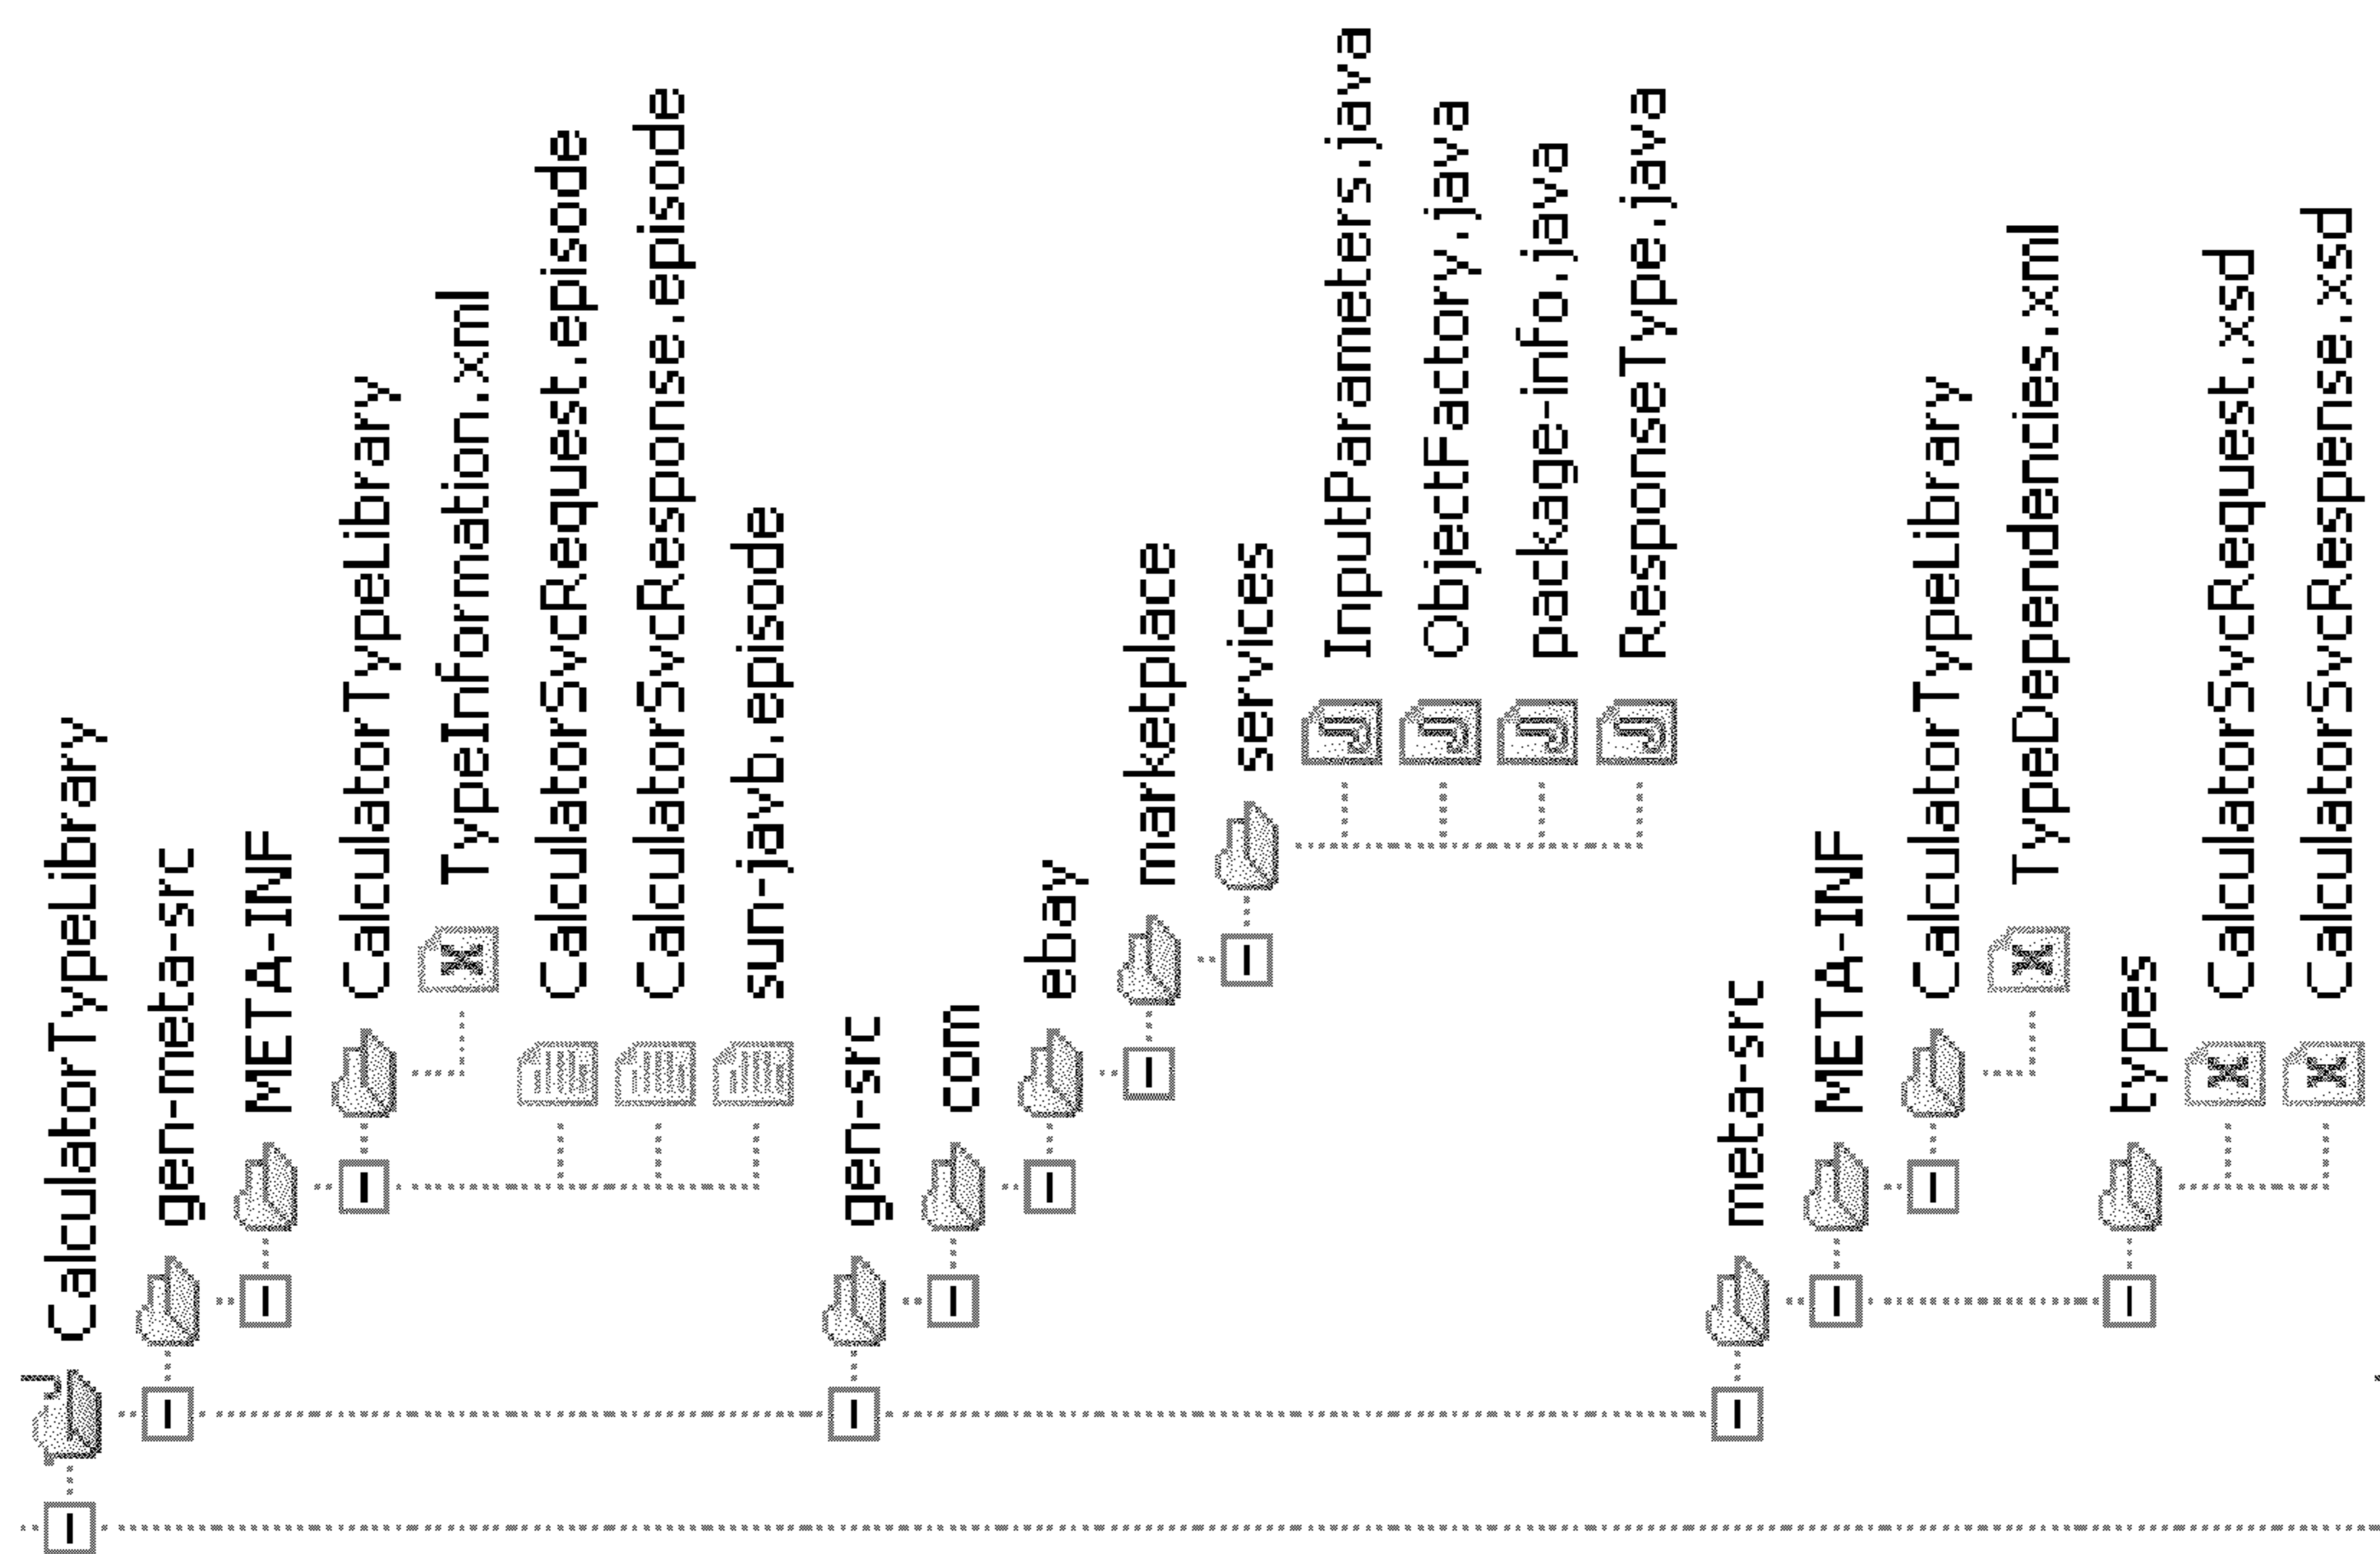 CalculatorTypeLibrary
gen-meta-src
META-INF
CalculatorTypeLibrary
TypeInformation.xml
CalculatorSvcRequest.episode
CalculatorSvcResponse.episode
sun-javb.episode
gen-src
com
ebay
marketplace
services
InputParameters.java
ObjectFactory.java
package-info.java
ResponseType.java
meta-src
META-INF
CalculatorTypeLibrary
TypeDependencies.xml
types
CalculatorSvcRequest.xsd
CalculatorSvcRespense.xsd